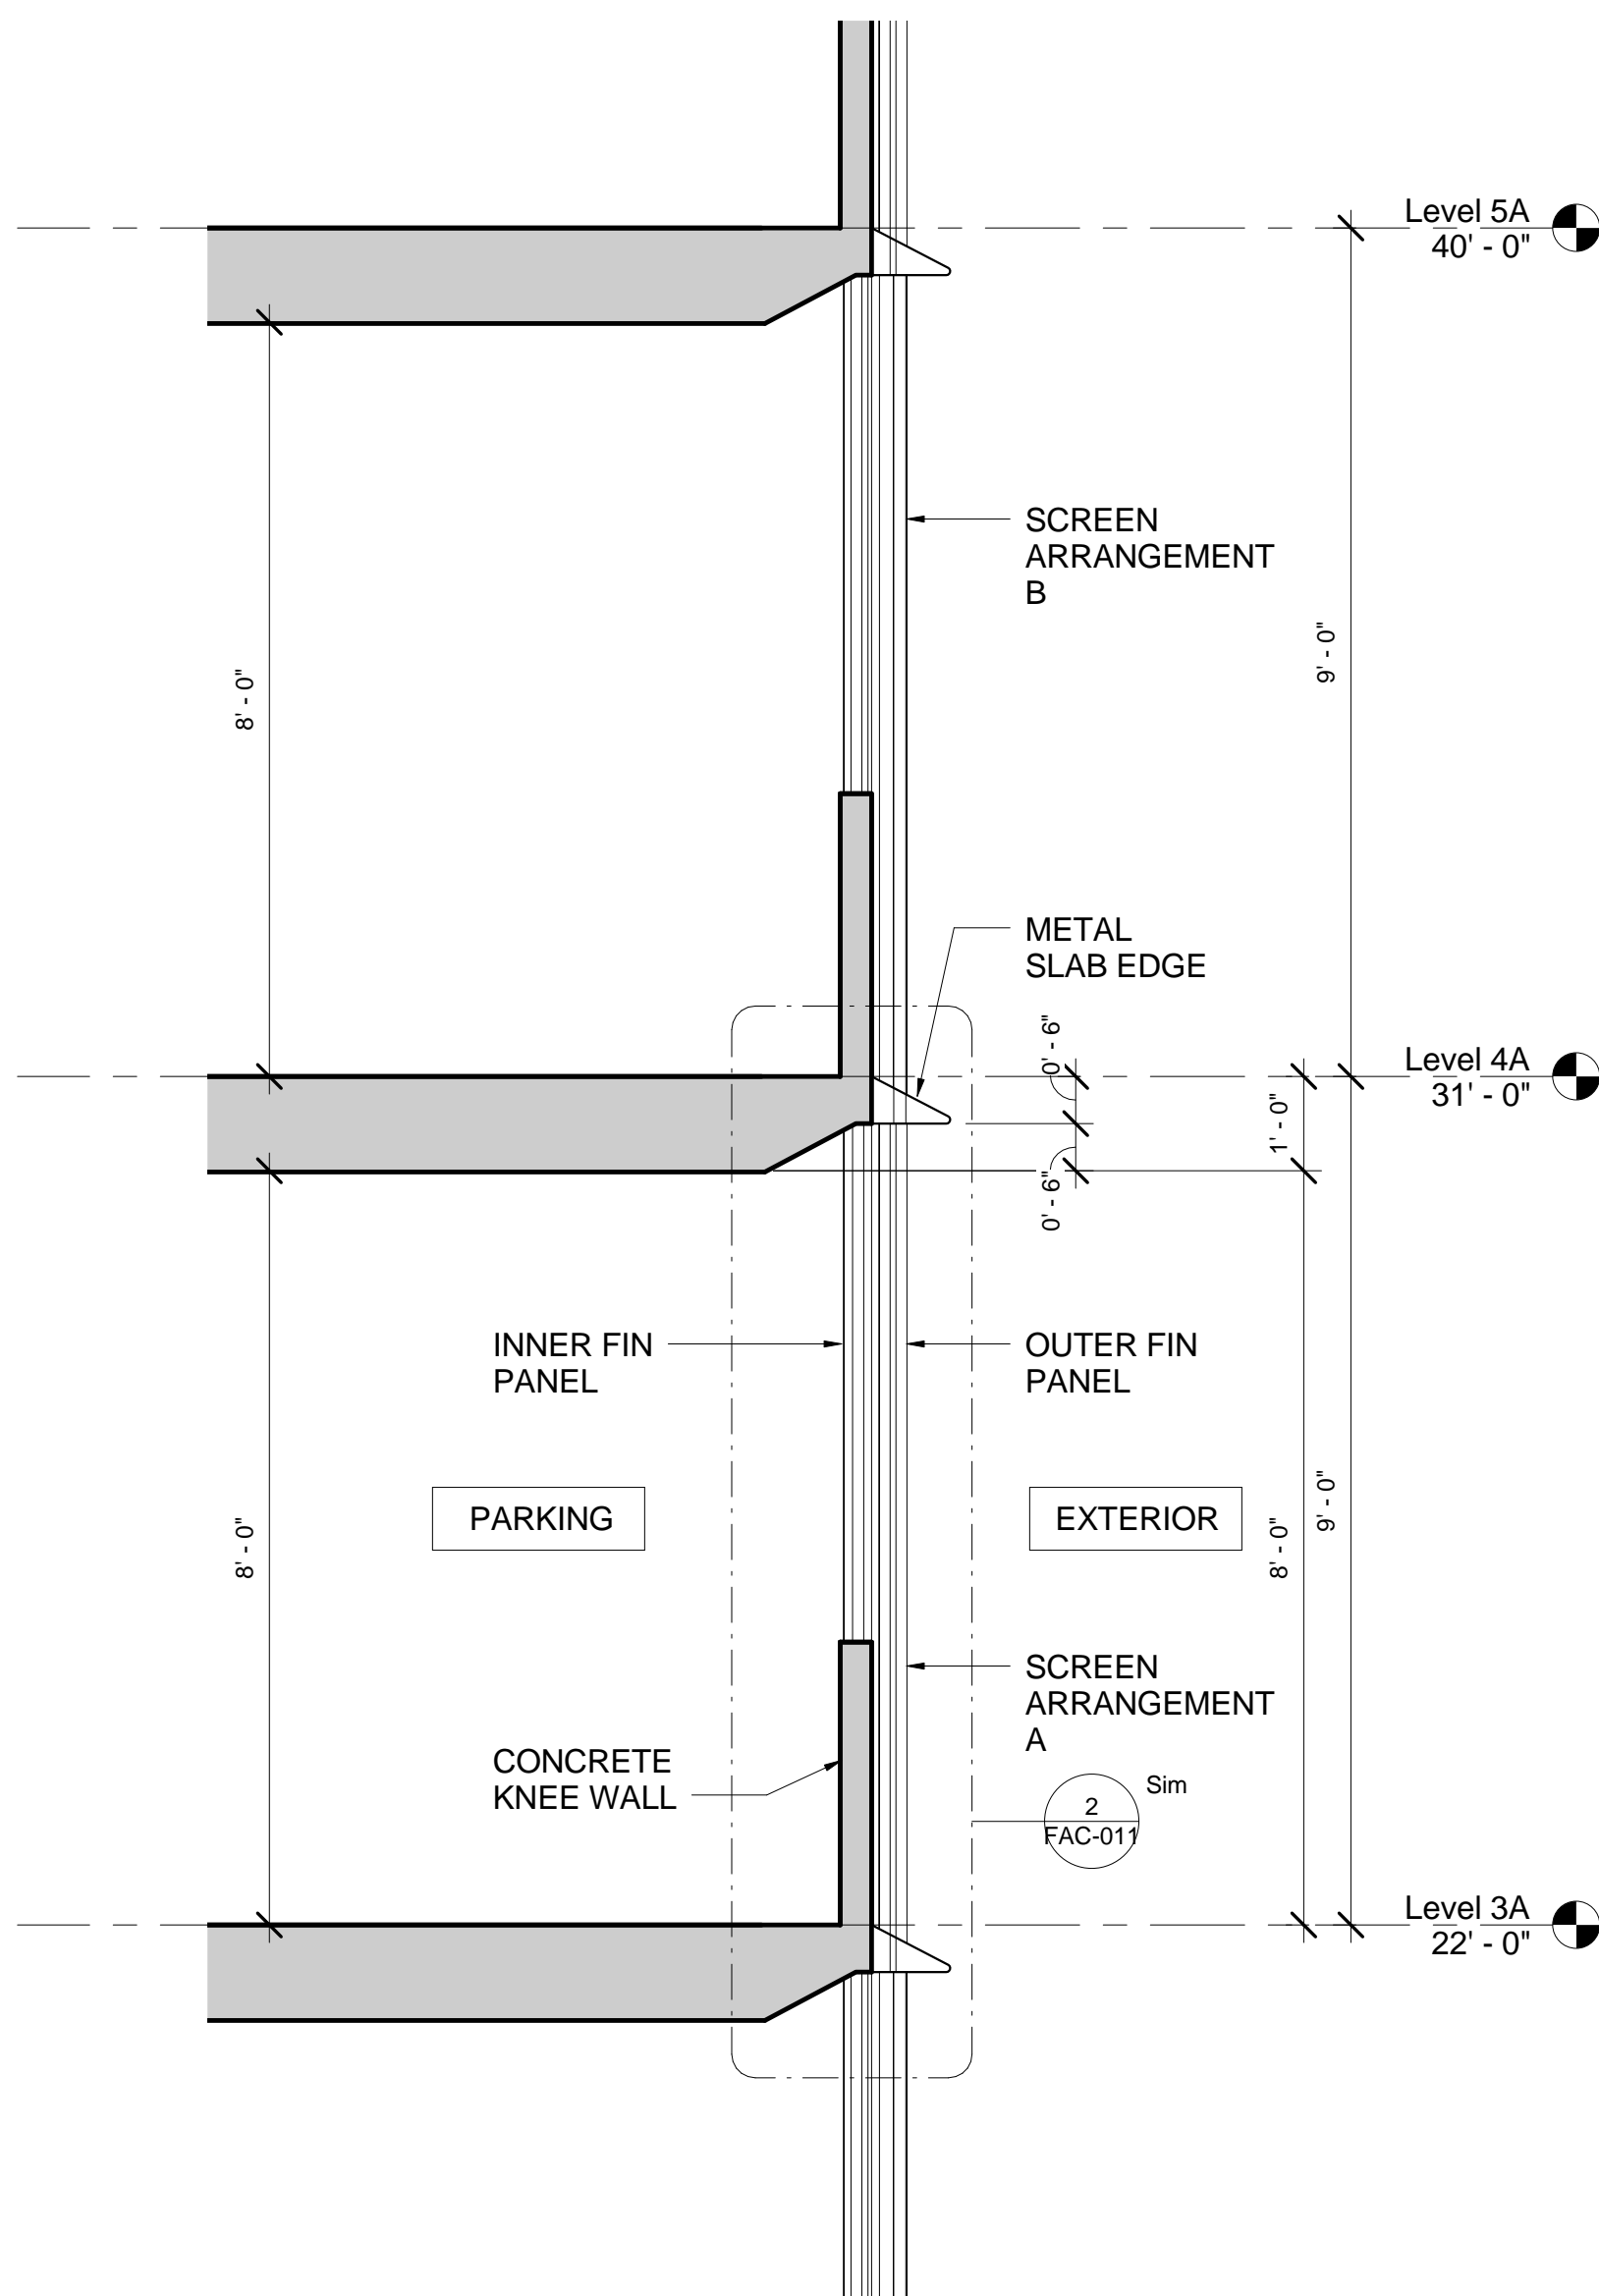 Level 5A
40' - 0"
SCREEN
ARRANGEMENT
B
9' - 0"
8' - 0"
METAL
SLAB EDGE
0' - 6"
Level 4A
31' - 0"
1' - 0"
0' - 6"
INNER FIN
PANEL
OUTER FIN
PANEL
PARKING
EXTERIOR
8' - 0"
8' - 0"
9' - 0"
SCREEN
ARRANGEMENT
A
CONCRETE
KNEE WALL
Sim
2
FAC-011
Level 3A
22' - 0"